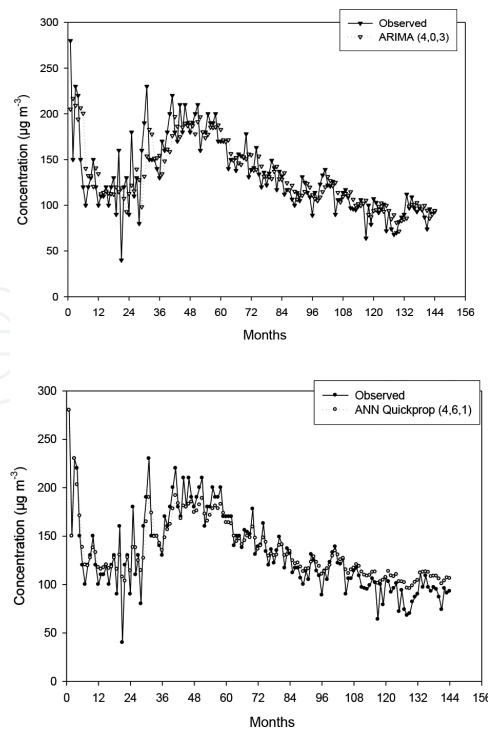 300
Observed
ARIMA (4,0,3)
250
200
150
100
50
0
Concentration (µg m-3)
0 12 24 36 48 60 72 84 96 108 120 132 144 156
Months
300
Observed
ANN Quickprop (4,6,1)
250
200
150
100
50
0
Concentration (µg m-3)
0 12 24 36 48 60 72 84 96 108 120 132 144 156
Months